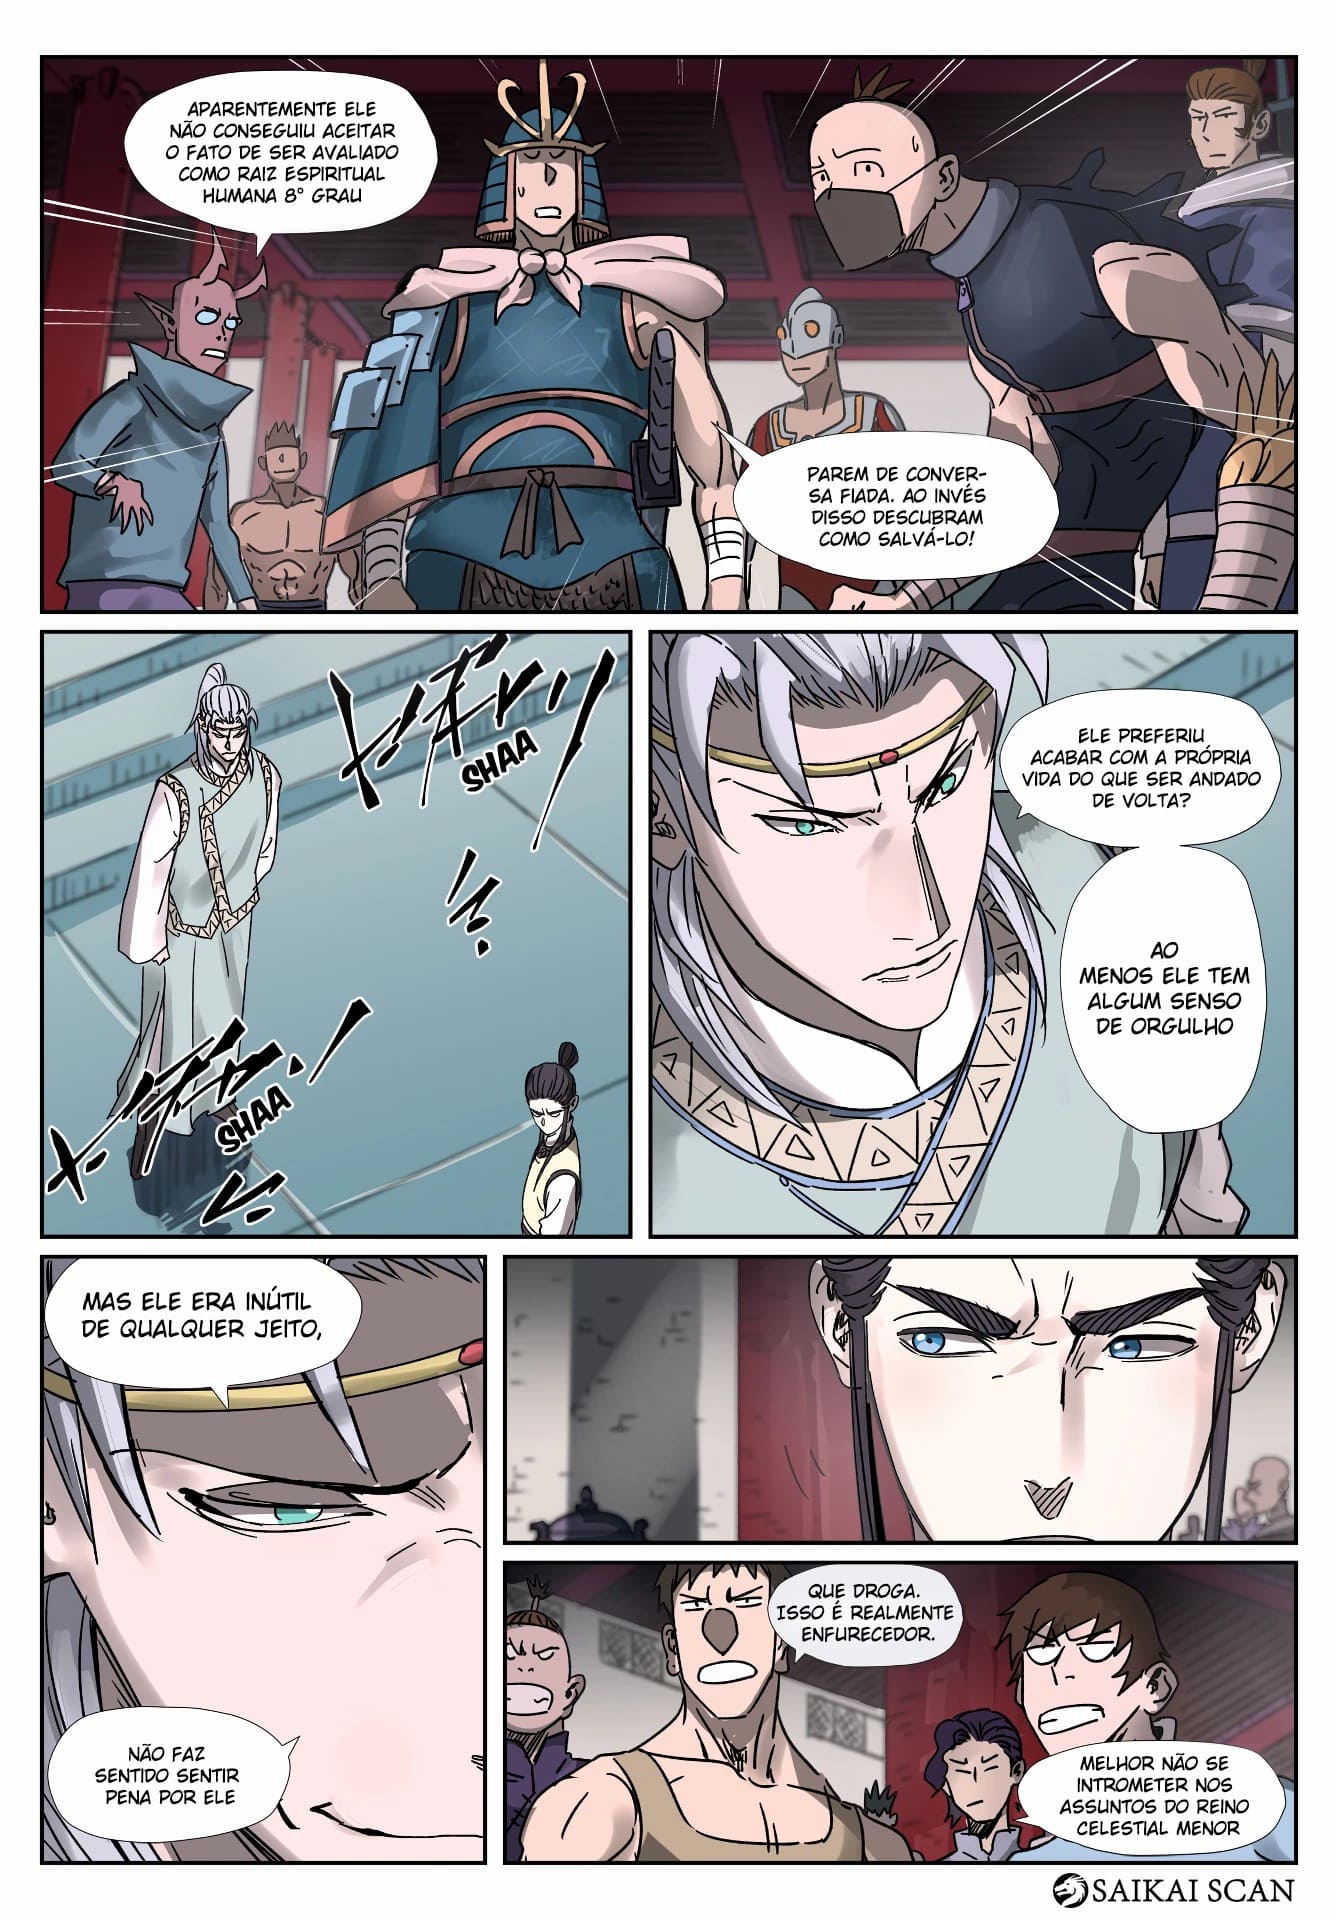 APARENTEMENTE ELE
NÃO CONSEGUIU ACEITAR
O FATO DE SER AVALIADO
COMO RAIZ ESPIRITUAL
HUMANA 8° GRAU
PAREM DE CONVER-
SA FIADA. AO INVÉS
DISSO DESCUBRAM
COMO SALVÁ-LO!
SHAA
SHAA
ELE PREFERIU
ACABAR COM A PRÓPRIA
VIDA DO QUE SER ANDADO
DE VOLTA?
AO
MENOS ELE TEM
ALGUM SENSO
DE ORGULHO
MAS ELE ERA INÚTIL
DE QUALQUER JEITO,
NÃO FAZ
SENTIDO SENTIR
PENA POR ELE
QUE DROGA.
ISSO É REALMENTE
ENFURECEDOR.
MELHOR NÃO SE
INTROMETER NOS
ASSUNTOS DO REINO
CELESTIAL MENOR
SAIKAI SCAN